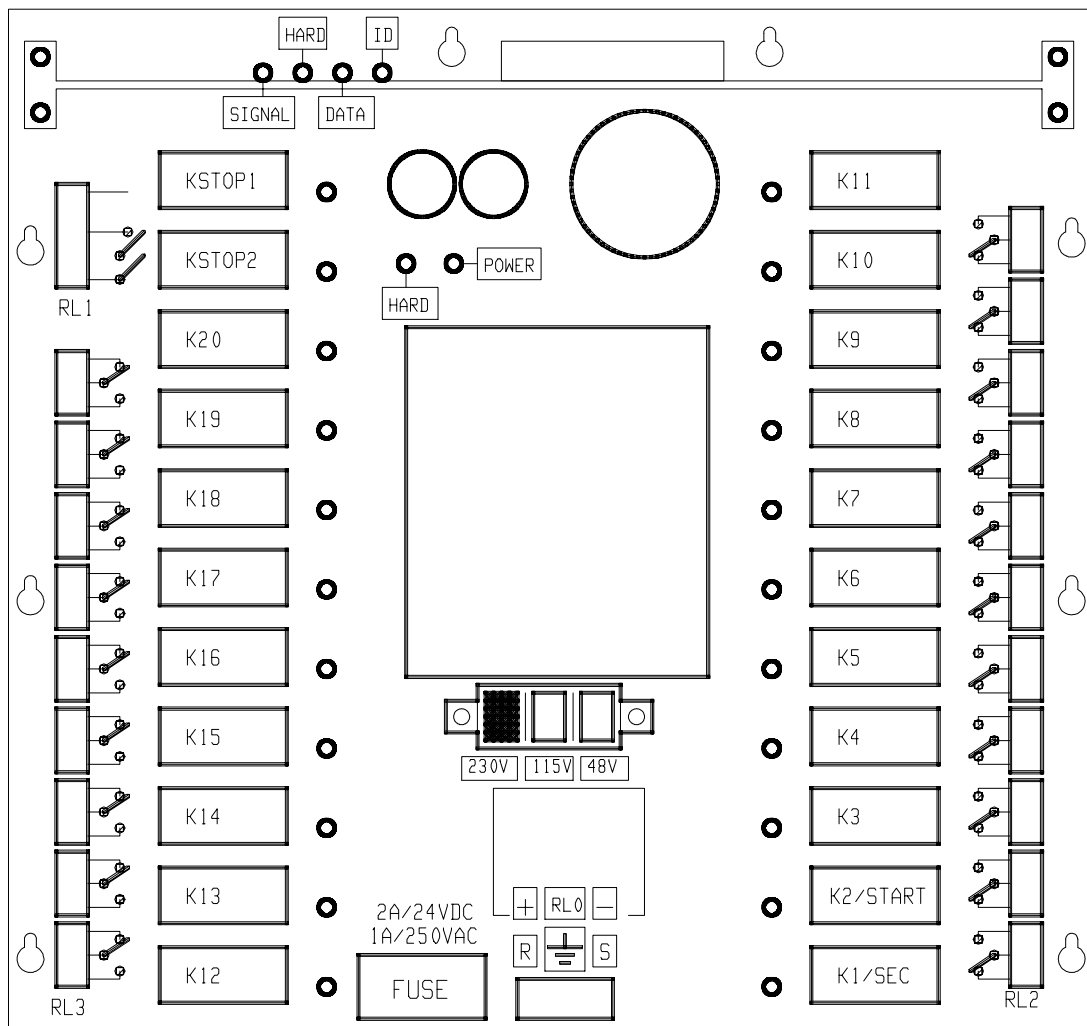 HARD
ID
SIGNAL
DATA
KSTOP1
K11
KSTOP2
POWER
K10
HARD
RL1
K20
K9
K19
K8
K18
K7
K17
K6
K16
K5
K15
K4
230V
115V
48V
K14
K3
K13
2A/24VDC
1A/250VAC
+
RL0
-
K2/START
R
S
K12
FUSE
K1/SEC
RL3
RL2